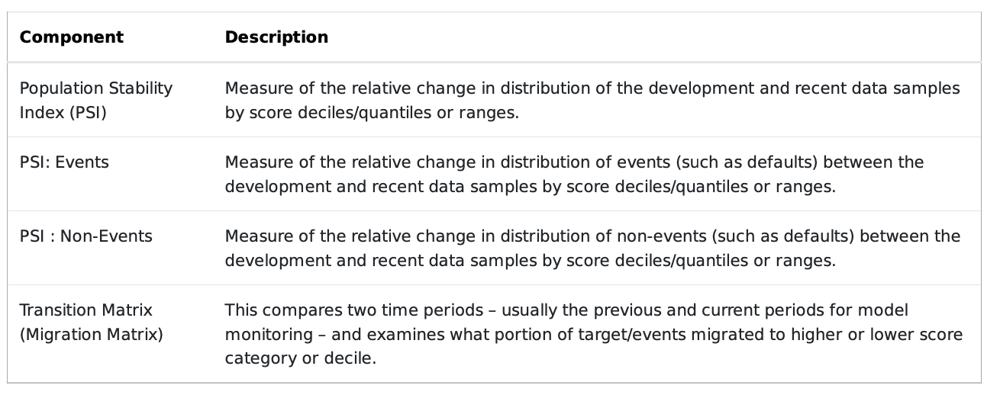 Component Description
Population Stability Measure of the relative change in distribution of the development and recent data samples
Index (PSI) by score deciles/quantiles or ranges.
PSI: Events Measure of the relative change in distribution of events (such as defaults) between the
development and recent data samples by score deciles/quantiles or ranges.
PSI : Non-Events Measure of the relative change in distribution of non-events (such as defaults) between the
development and recent data samples by score deciles/quantiles or ranges.
Transition Matrix This compares two time periods – usually the previous and current periods for model
(Migration Matrix) monitoring – and examines what portion of target/events migrated to higher or lower score
category or decile.